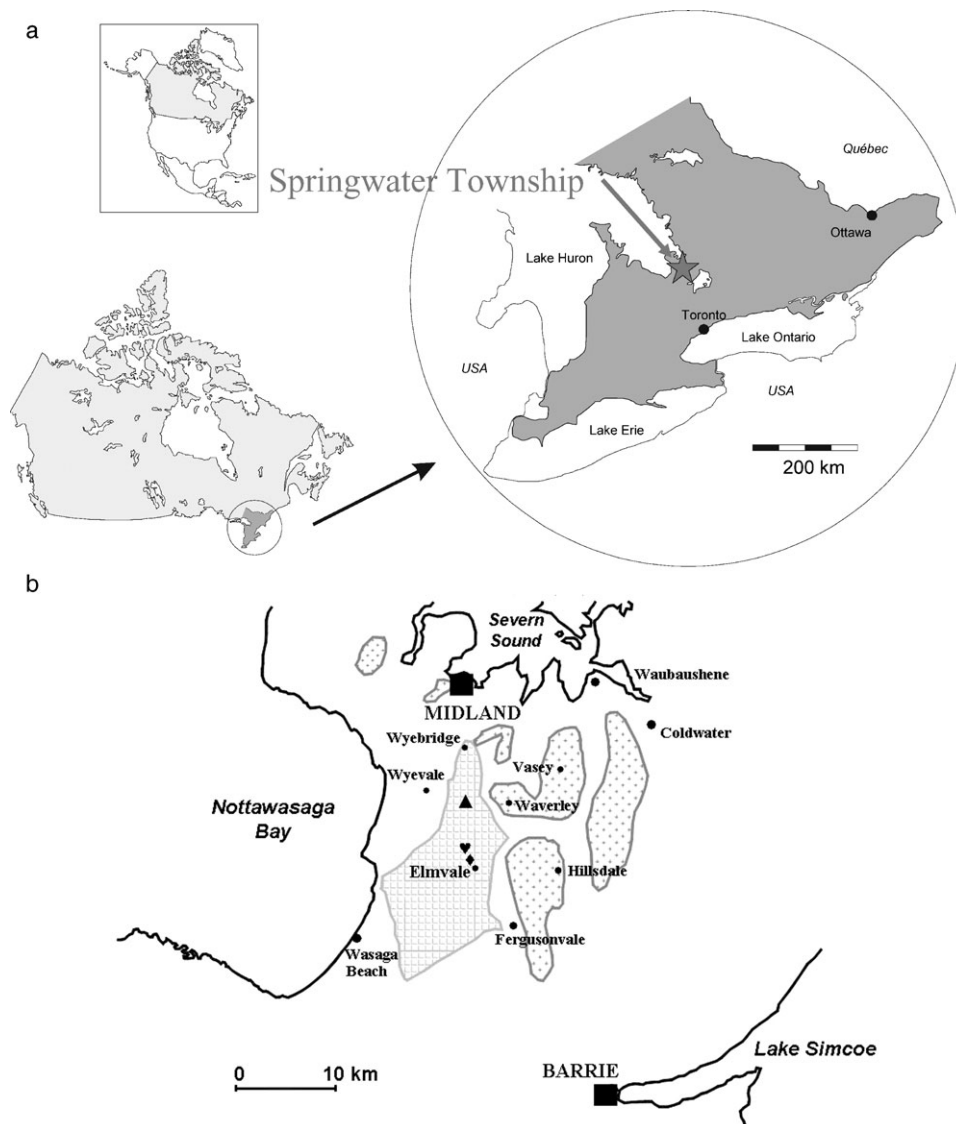 a
Springwater Township
Québec
Ottawa
Lake Huron
Toronto
Lake Ontario
USA
USA
Lake Erie
200 km
b
Severn
Sound
Waubaushene
MIDLAND
Coldwater
Wyebridge
Vasey
Wyevale
Waverley
Nottawasaga
Bay
Elmvale
Hillsdale
Fergusonvale
Wasaga
Beach
0 10 km
Lake Simcoe
BARRIE